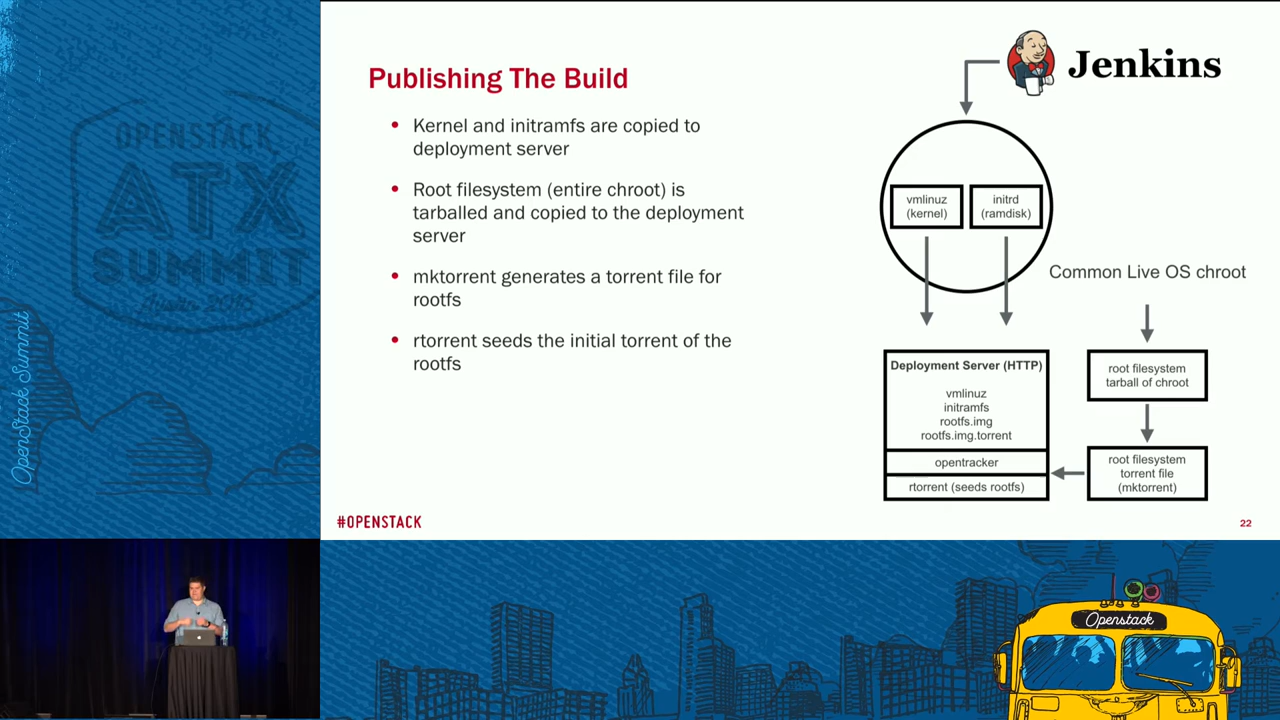 OPENSTACK
ATX
SUMMIT
Austin 2016
OpenStack Summit
Publishing The Build
• Kernel and initramfs are copied to
deployment server
• Root filesystem (entire chroot) is
tarballed and copied to the deployment
server
• mktorrent generates a torrent file for
rootfs
• rtorrent seeds the initial torrent of the
rootfs
Jenkins
vmlinuz
(kernel)
initrd
(ramdisk)
Common Live OS chroot
Deployment Server (HTTP)
vmlinuz
initramfs
rootfs.img
rootfs.img.torrent
opentracker
rtorrent (seeds rootfs)
root filesystem
tarball of chroot
root filesystem
torrent file
(mktorrent)
#OPENSTACK
22
Openstack